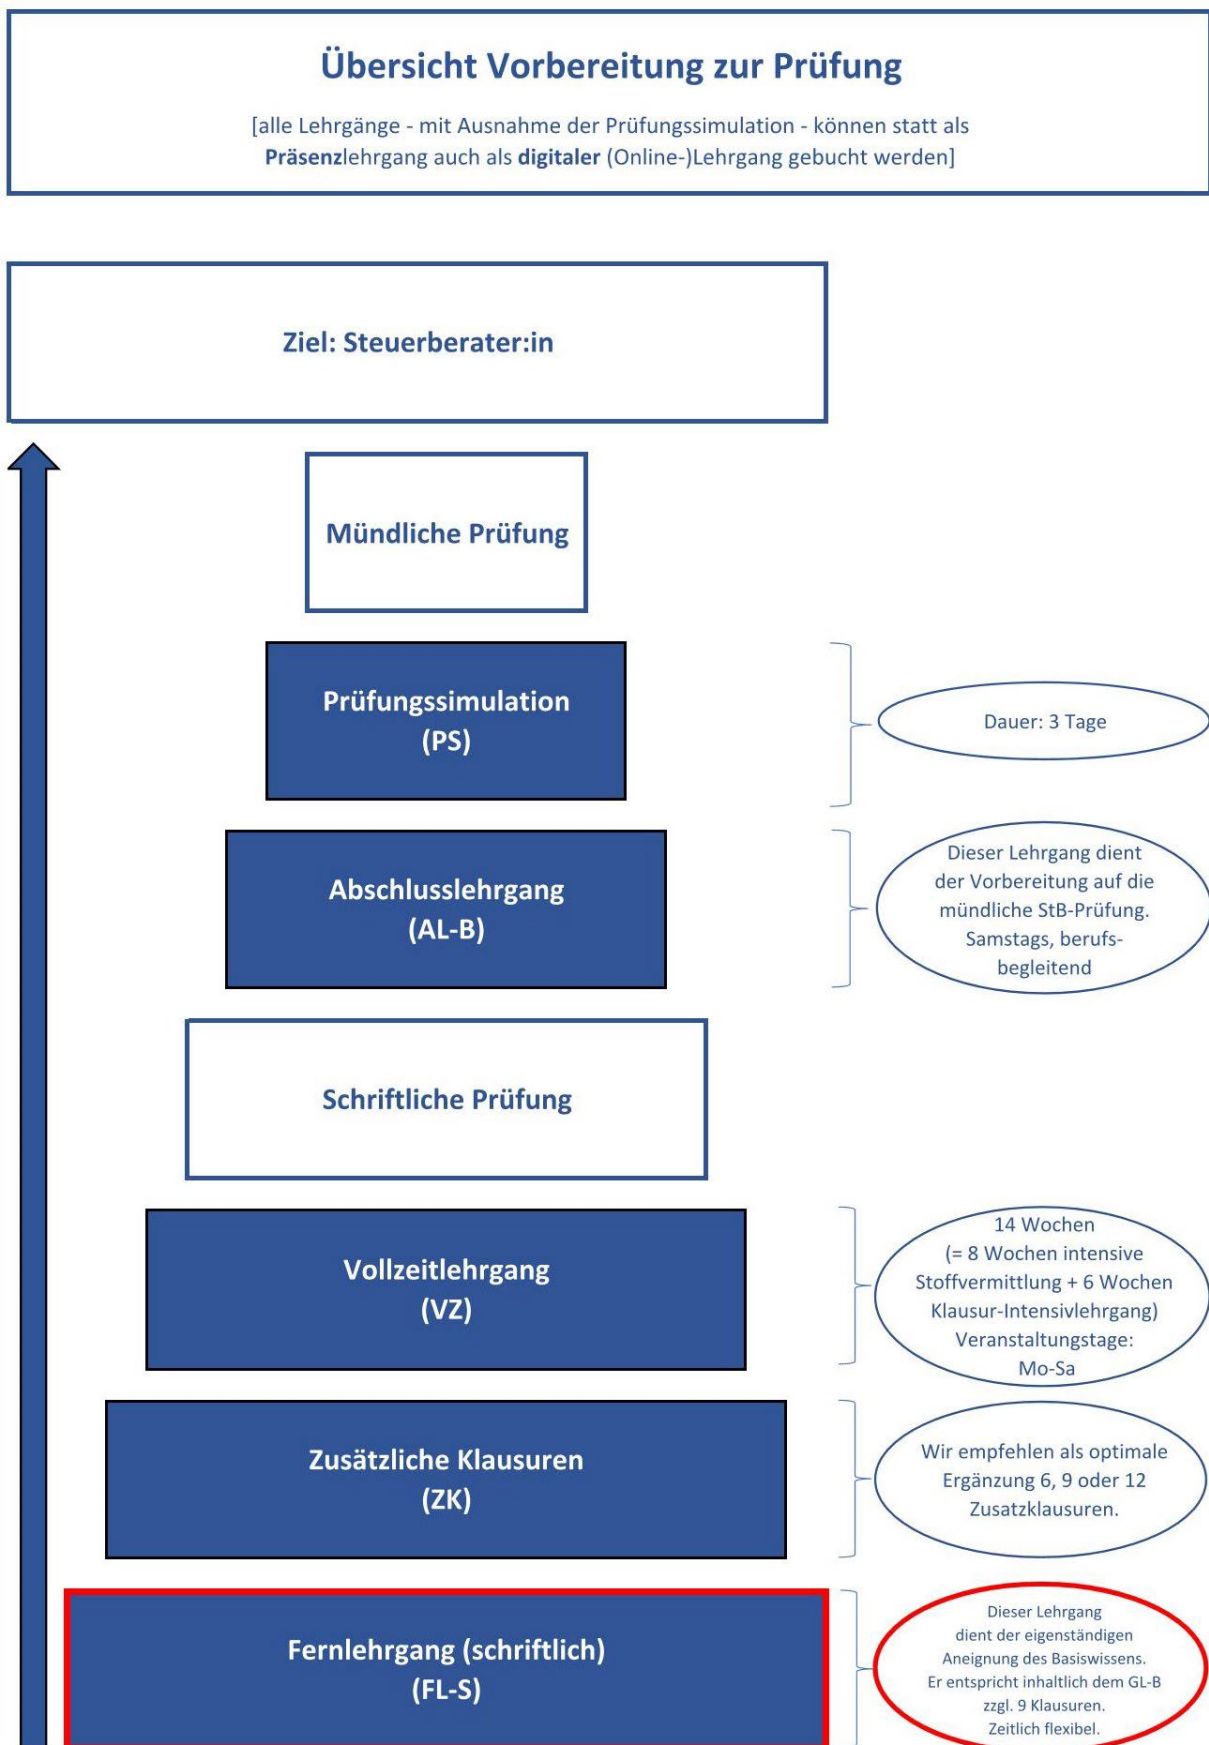 Übersicht Vorbereitung zur Prüfung
[alle Lehrgänge - mit Ausnahme der Prüfungssimulation - können statt als
Präsenzlehrgang auch als digitaler (Online-)Lehrgang gebucht werden]
Ziel: Steuerberater:in
Mündliche Prüfung
Prüfungssimulation
(PS)
Dauer: 3 Tage
Abschlusslehrgang
(AL-B)
Dieser Lehrgang dient
der Vorbereitung auf die
mündliche StB-Prüfung.
Samstags, berufs-
begleitend
Schriftliche Prüfung
Vollzeitlehrgang
(VZ)
14 Wochen
(= 8 Wochen intensive
Stoffvermittlung + 6 Wochen
Klausur-Intensivlehrgang)
Veranstaltungstage:
Mo-Sa
Zusätzliche Klausuren
(ZK)
Wir empfehlen als optimale
Ergänzung 6, 9 oder 12
Zusatzklausuren.
Fernlehrgang (schriftlich)
(FL-S)
Dieser Lehrgang
dient der eigenständigen
Aneignung des Basiswissens.
Er entspricht inhaltlich dem GL-B
zzgl. 9 Klausuren.
Zeitlich flexibel.